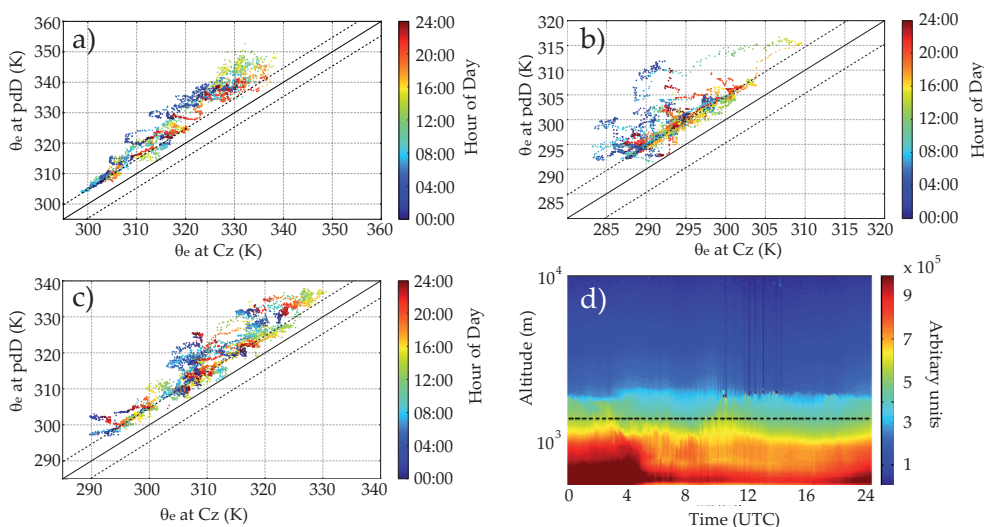 a)
θe at pdD (K)
360
350
340
330
320
310
300
300 310 320 330 340 350 360
θe at Cz (K)
24:00
20:00
16:00
12:00
08:00
04:00
00:00
Hour of Day
b)
θe at pdD (K)
320
315
310
305
300
295
290
285
280
285 290 295 300 305 310 315 320
θe at Cz (K)
24:00
20:00
16:00
12:00
08:00
04:00
00:00
Hour of Day
c)
θe at pdD (K)
340
330
320
310
300
290
290 300 310 320 330 340
θe at Cz (K)
24:00
20:00
16:00
12:00
08:00
04:00
00:00
Hour of Day
d)
Altitude (m)
10⁴
10³
0 4 8 12 16 24
Time (UTC)
x 10⁵
9
7
5
3
1
Arbitary units